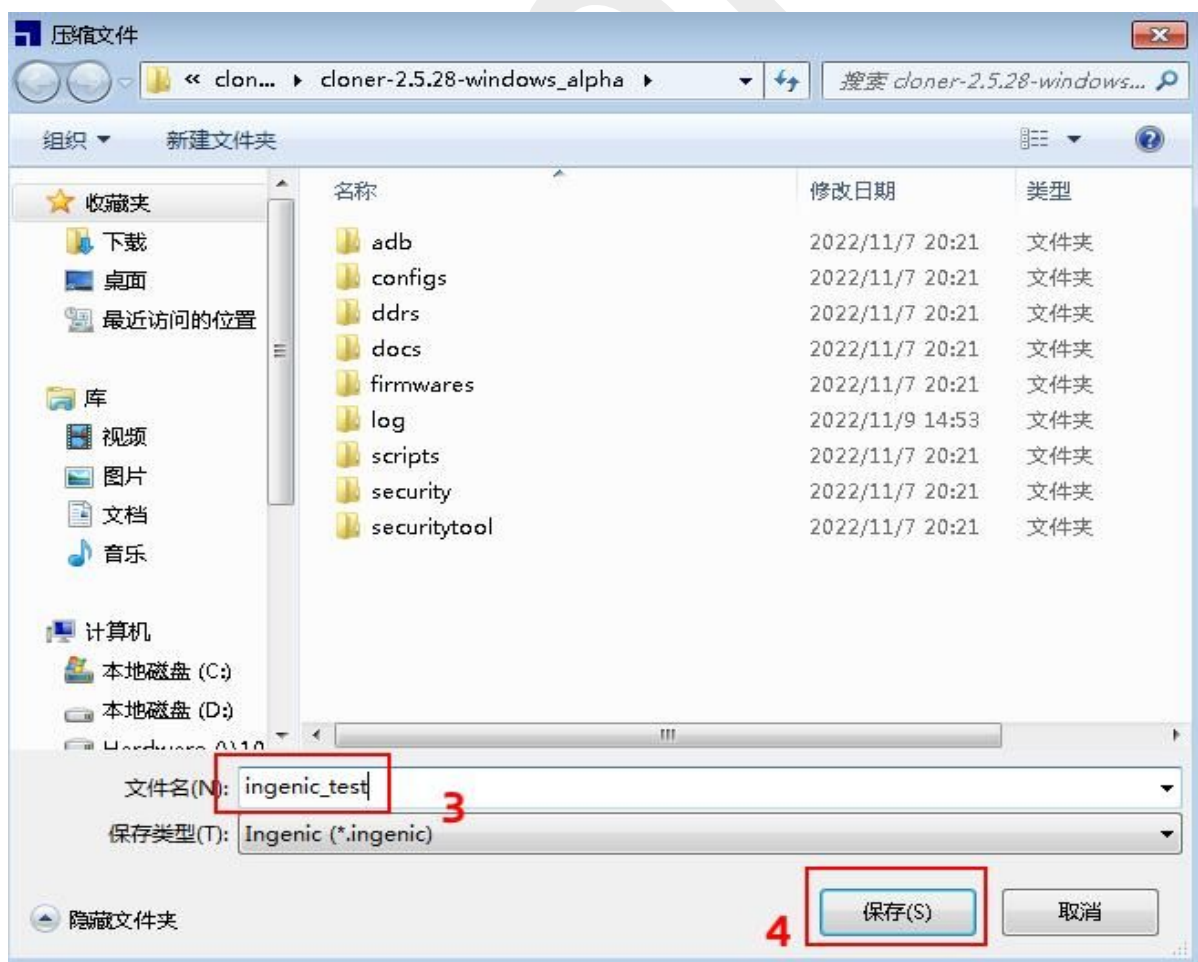 压缩文件
« clon... ▸ cloner-2.5.28-windows_alpha ▸ 搜索 cloner-2.5.28-windows...
组织 新建文件夹
名称 修改日期 类型
收藏夹
下载
桌面
最近访问的位置
库
视频
图片
文档
音乐
计算机
本地磁盘 (C:)
本地磁盘 (D:)
adb 2022/11/7 20:21 文件夹
configs 2022/11/7 20:21 文件夹
ddrs 2022/11/7 20:21 文件夹
docs 2022/11/7 20:21 文件夹
firmwares 2022/11/7 20:21 文件夹
log 2022/11/9 14:53 文件夹
scripts 2022/11/7 20:21 文件夹
security 2022/11/7 20:21 文件夹
securitytool 2022/11/7 20:21 文件夹
文件名(N): ingenic_test
3
保存类型(T): Ingenic (*.ingenic)
隐藏文件夹
4
保存(S) 取消